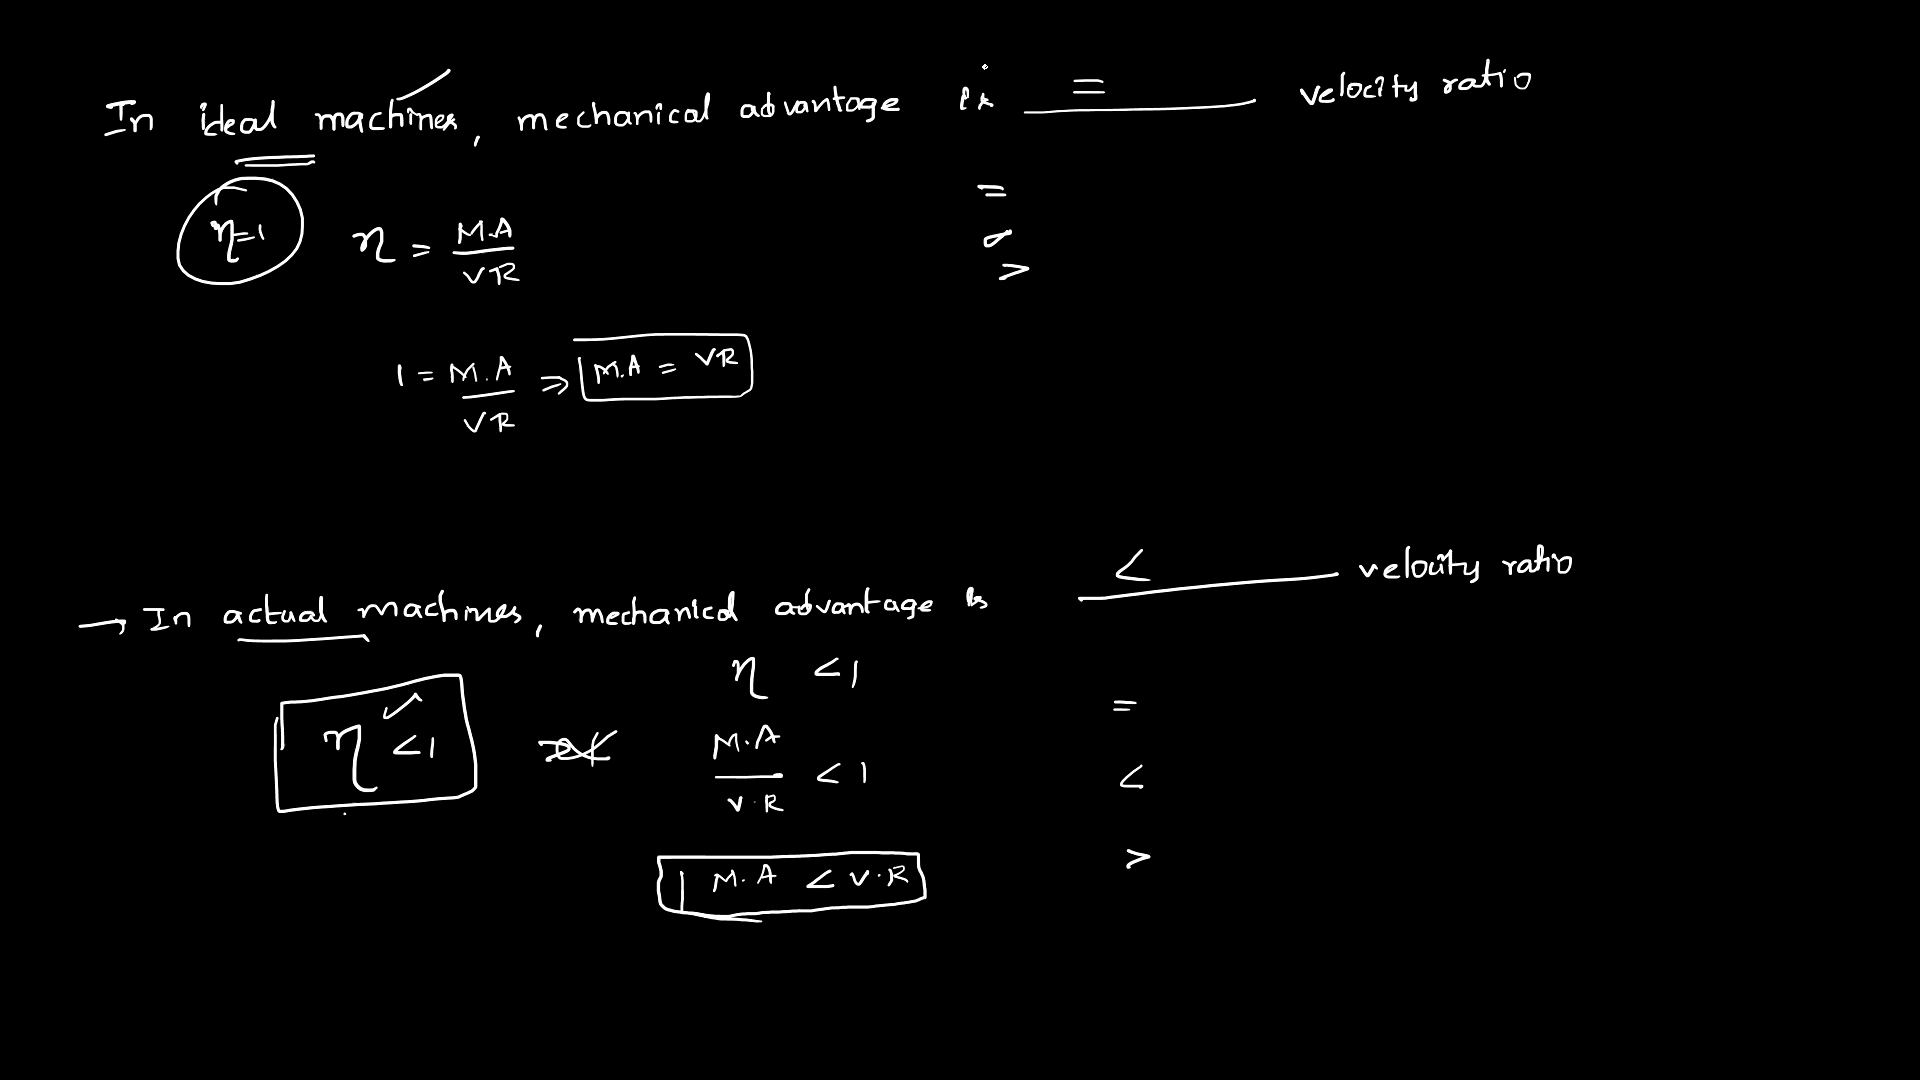 In ideal machines, mechanical advantage is = velocity ratio
η=1 η = M.A / VR
=
>
1 = M.A / VR ⇒ M.A = VR
→ In actual machines, mechanical advantage is < velocity ratio
η < 1
η < 1
=
M.A / V.R < 1
<
M.A < V.R
>